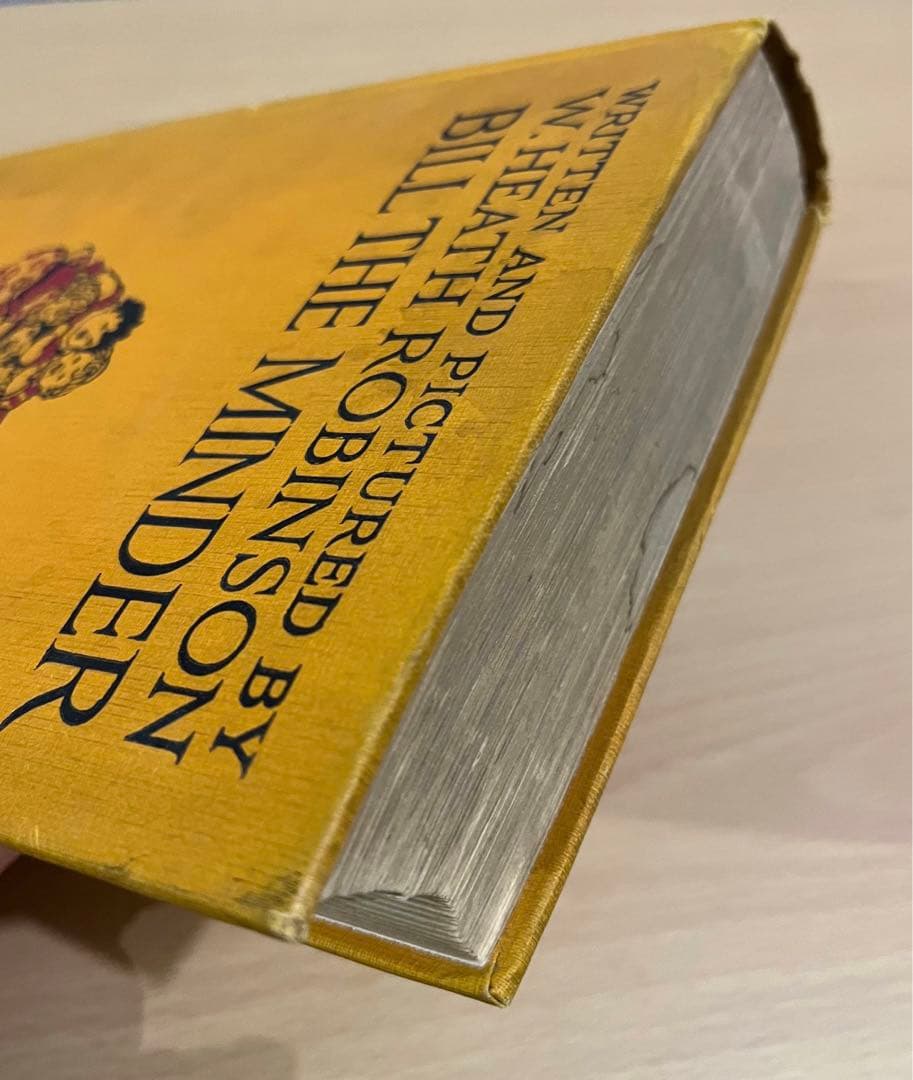 WRITTEN AND PICTURED BY
W. HEATH ROBINSON
BILL THE MINDER